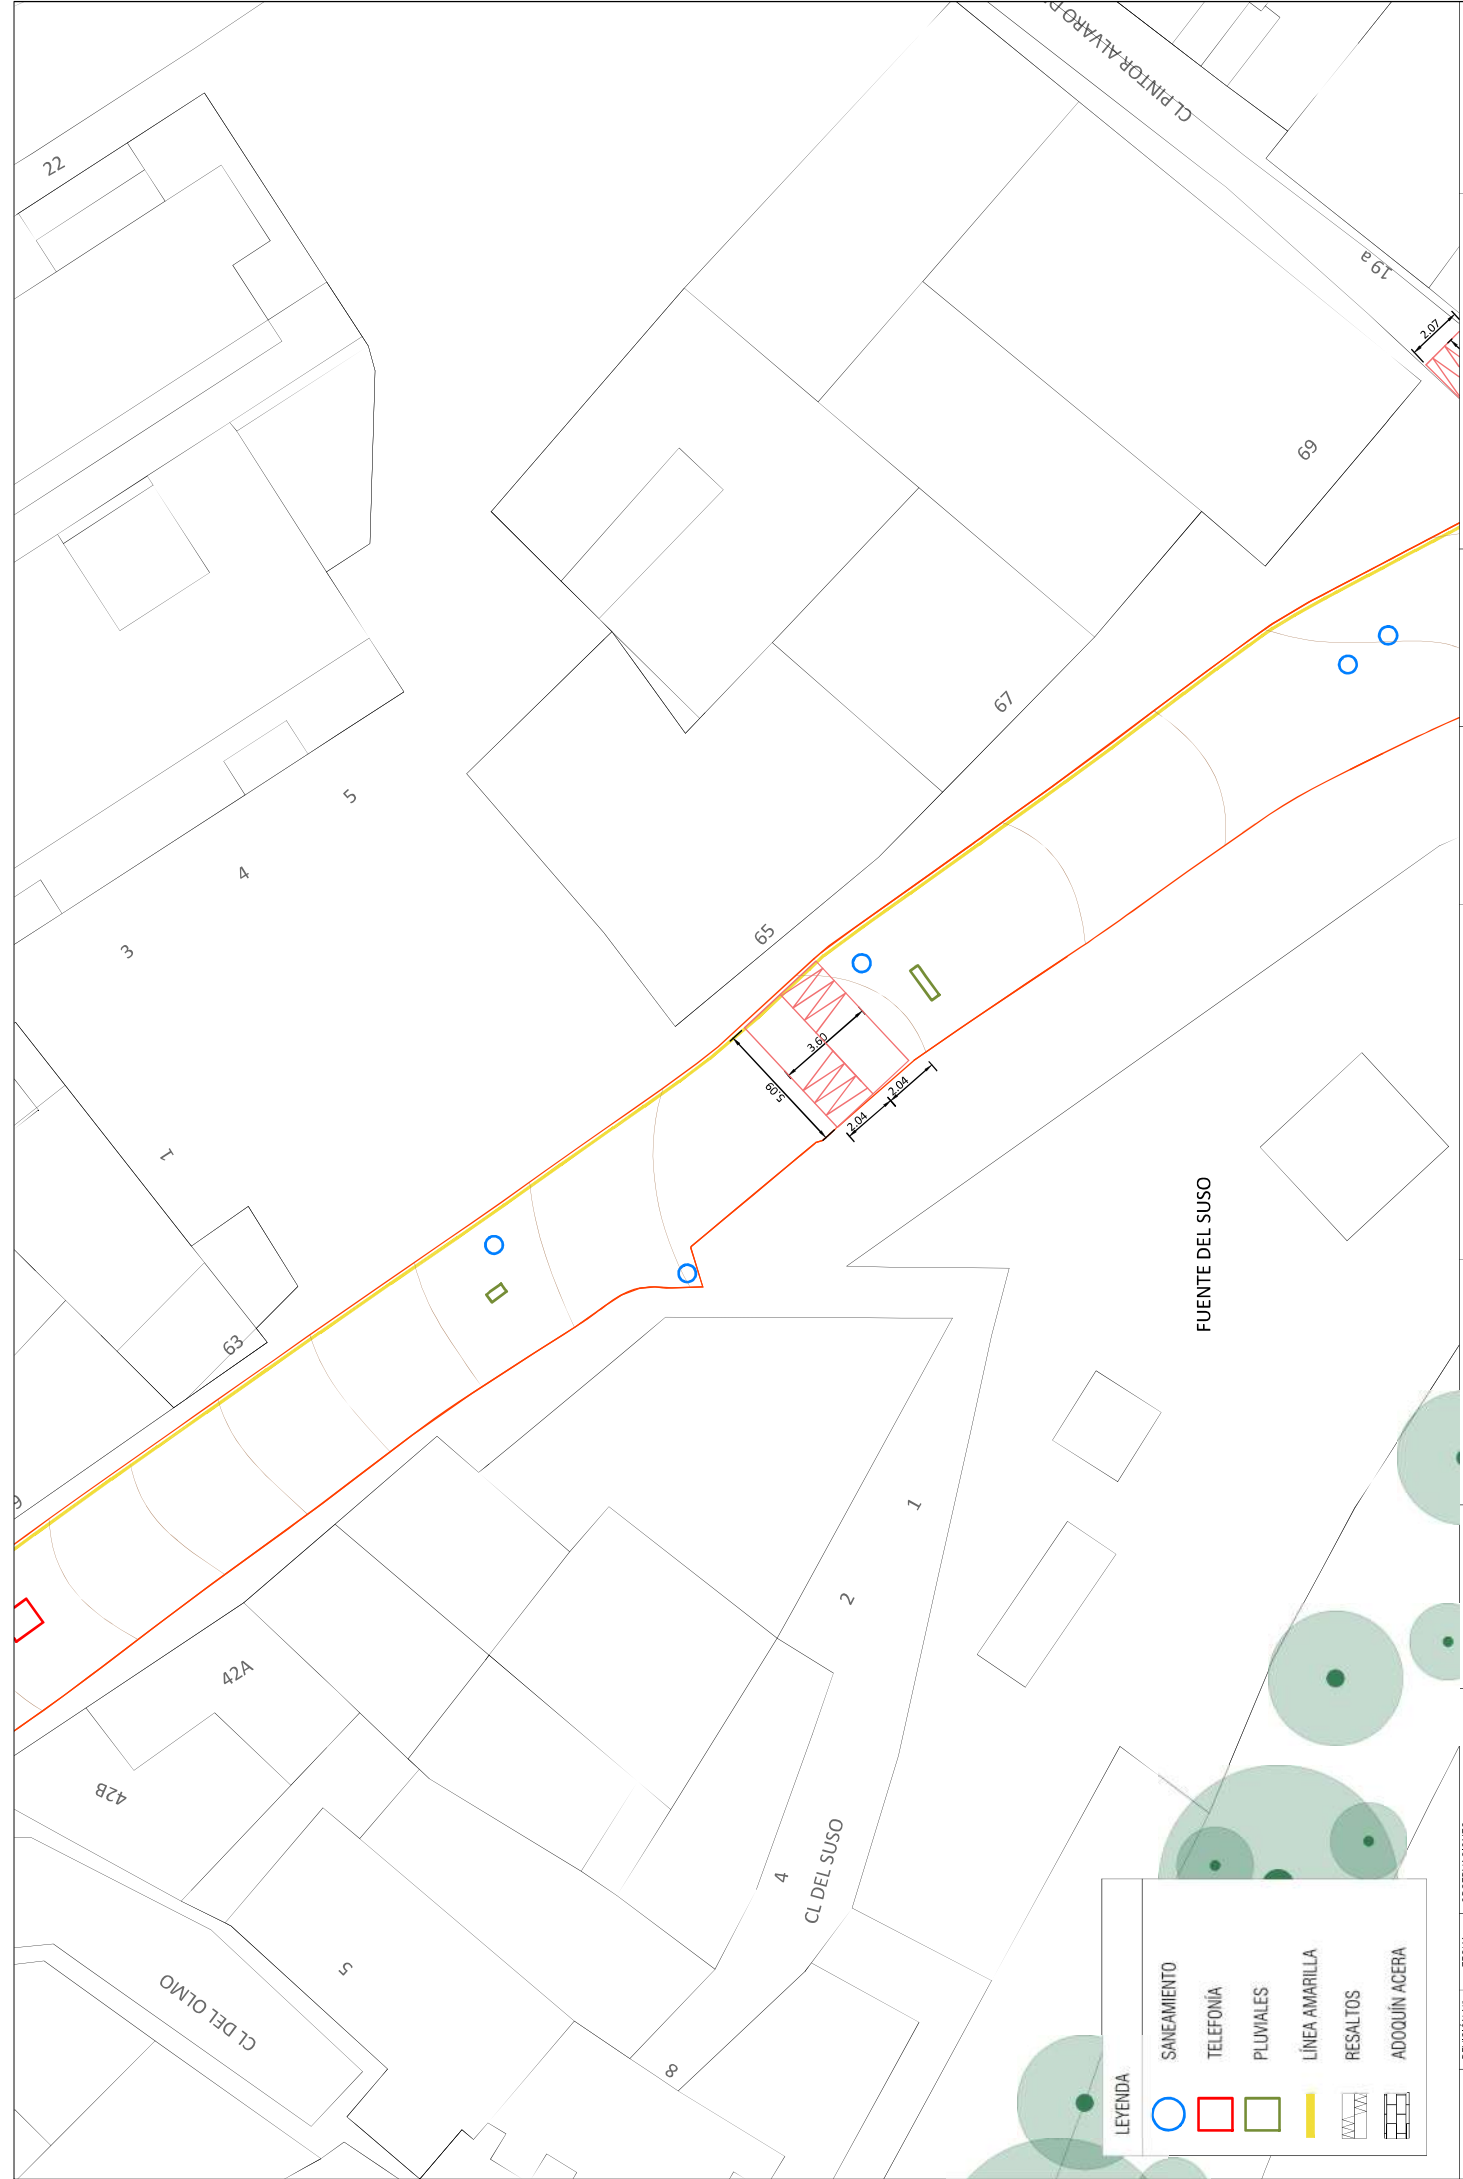 22
CL PINTOR ALVARO D
19 a
2.07
69
67
5
4
3
65
1
3.60
5.09
2.04
2.04
63
FUENTE DEL SUSO
1
2
42A
42B
4
CL DEL SUSO
5
CL DEL OLMO
8
LEYENDA
SANEAMIENTO
TELEFONÍA
PLUVIALES
LÍNEA AMARILLA
RESALTOS
ADOQUÍN ACERA